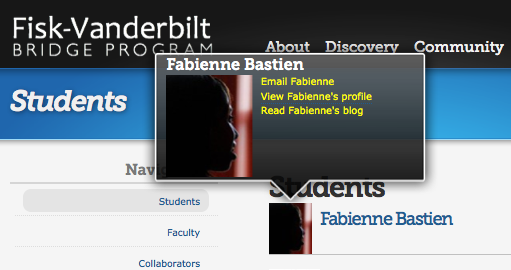 Fisk-Vanderbilt
BRIDGE PROGRAM
About Discovery Community
Fabienne Bastien
Email Fabienne
View Fabienne's profile
Read Fabienne's blog
Students
Students
Fabienne Bastien
Students
Faculty
Collaborators